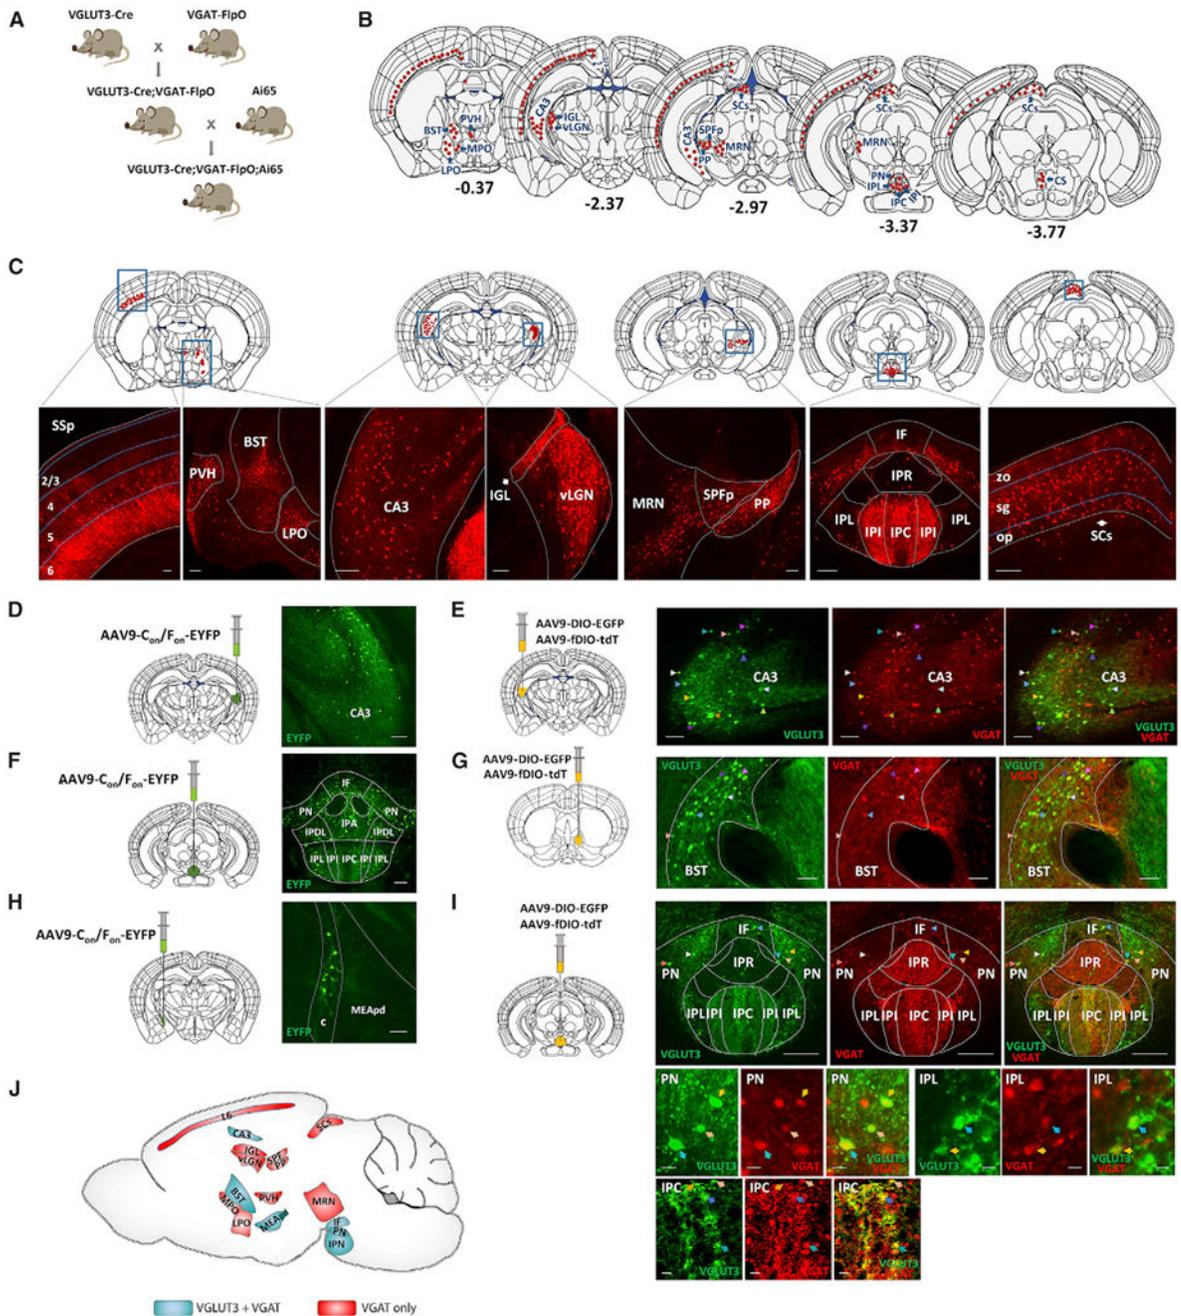 A
VGLUT3-Cre
VGAT-FlpO
x
VGLUT3-Cre;VGAT-FlpO
Ai65
x
VGLUT3-Cre;VGAT-FlpO;Ai65
B
BST
PVH
MPO
LPO
-0.37
CA3
IGL
vLGN
-2.37
SCs
CA3
SPFp
MRN
PP
-2.97
SCs
MRN
PN
IPL
IPI
IPC
-3.37
SCs
CS
-3.77
C
SSp
2/3
4
5
6
PVH
BST
LPO
CA3
IGL
vLGN
MRN
SPFp
PP
IF
IPR
IPL
IPI
IPC
IPI
IPL
zo
sg
op
SCs
D
AAV9-Con/Fon-EYFP
CA3
EYFP
E
AAV9-DIO-EGFP
AAV9-fDIO-tdT
CA3
VGLUT3
CA3
VGAT
CA3
VGLUT3
VGAT
F
AAV9-Con/Fon-EYFP
IF
PN
PN
IPA
IPDL
IPDL
IPL
IPI
IPC
IPI
IPL
EYFP
G
AAV9-DIO-EGFP
AAV9-fDIO-tdT
VGLUT3
BST
VGAT
BST
VGLUT3
VGAT
BST
H
AAV9-Con/Fon-EYFP
MEApd
c
EYFP
I
AAV9-DIO-EGFP
AAV9-fDIO-tdT
IF
IPR
PN
IPL
IPI
IPC
IPI
IPL
VGLUT3
IF
PN
IPR
PN
IPL
IPI
IPC
IPI
IPL
VGAT
IF
PN
IPR
PN
IPL
IPI
IPC
IPI
IPL
VGLUT3
VGAT
PN
VGLUT3
PN
VGAT
PN
VGLUT3
VGAT
IPL
VGLUT3
IPL
VGAT
IPL
VGLUT3
VGAT
IPC
VGLUT3
IPC
VGAT
IPC
VGLUT3
VGAT
J
L6
SCs
CA3
IGL
vLGN
SPF
PP
BST
MPO
PVH
LPO
MEApd
MRN
IF
PN
IPN
VGLUT3 + VGAT
VGAT only